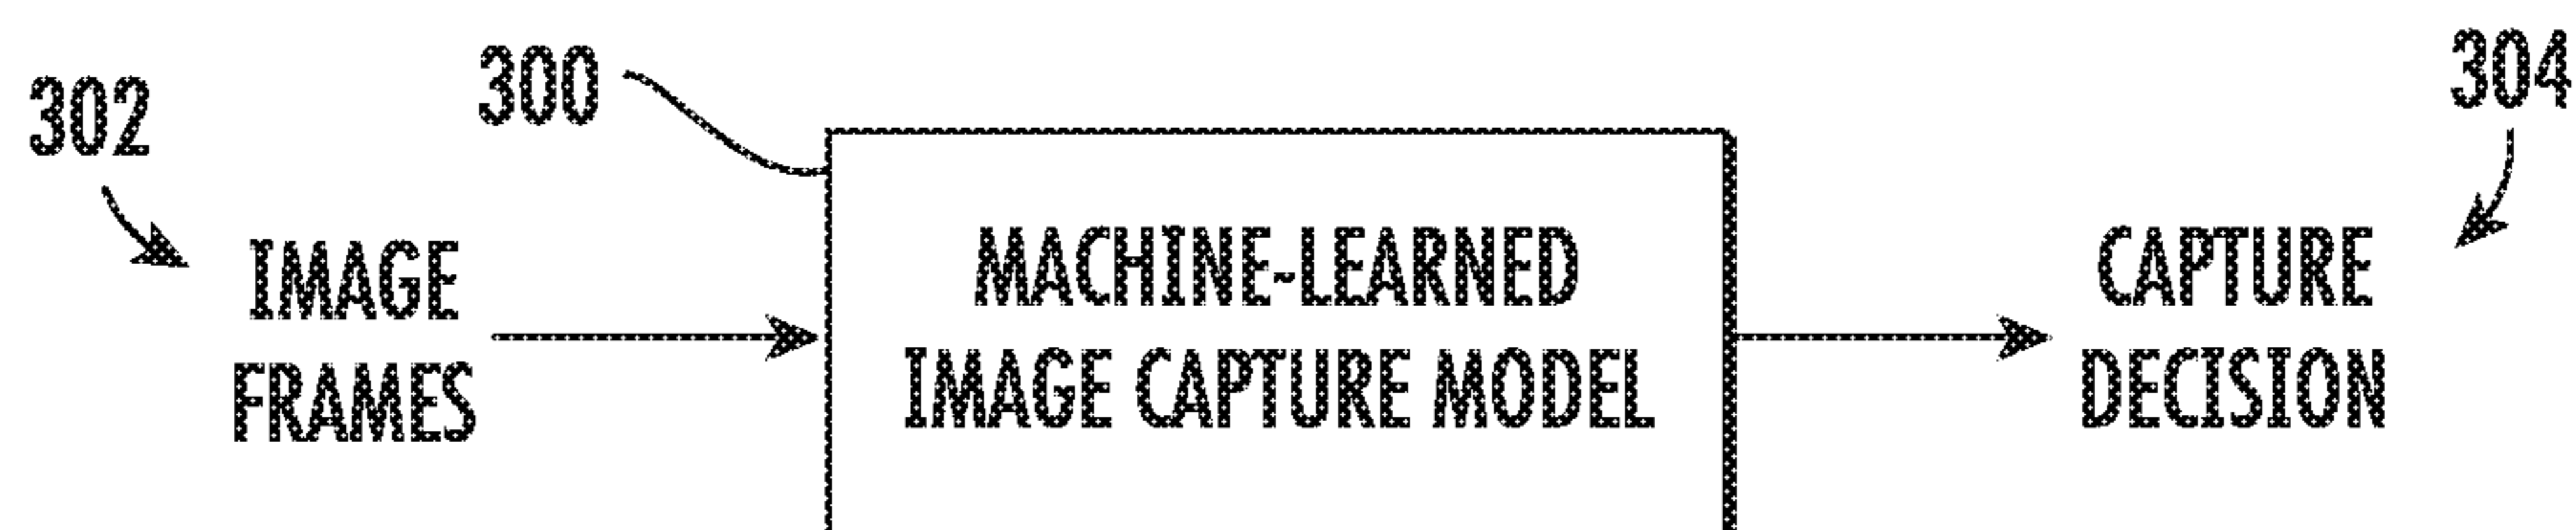 302
300
304
IMAGE
FRAMES
MACHINE-LEARNED
IMAGE CAPTURE MODEL
CAPTURE
DECISION